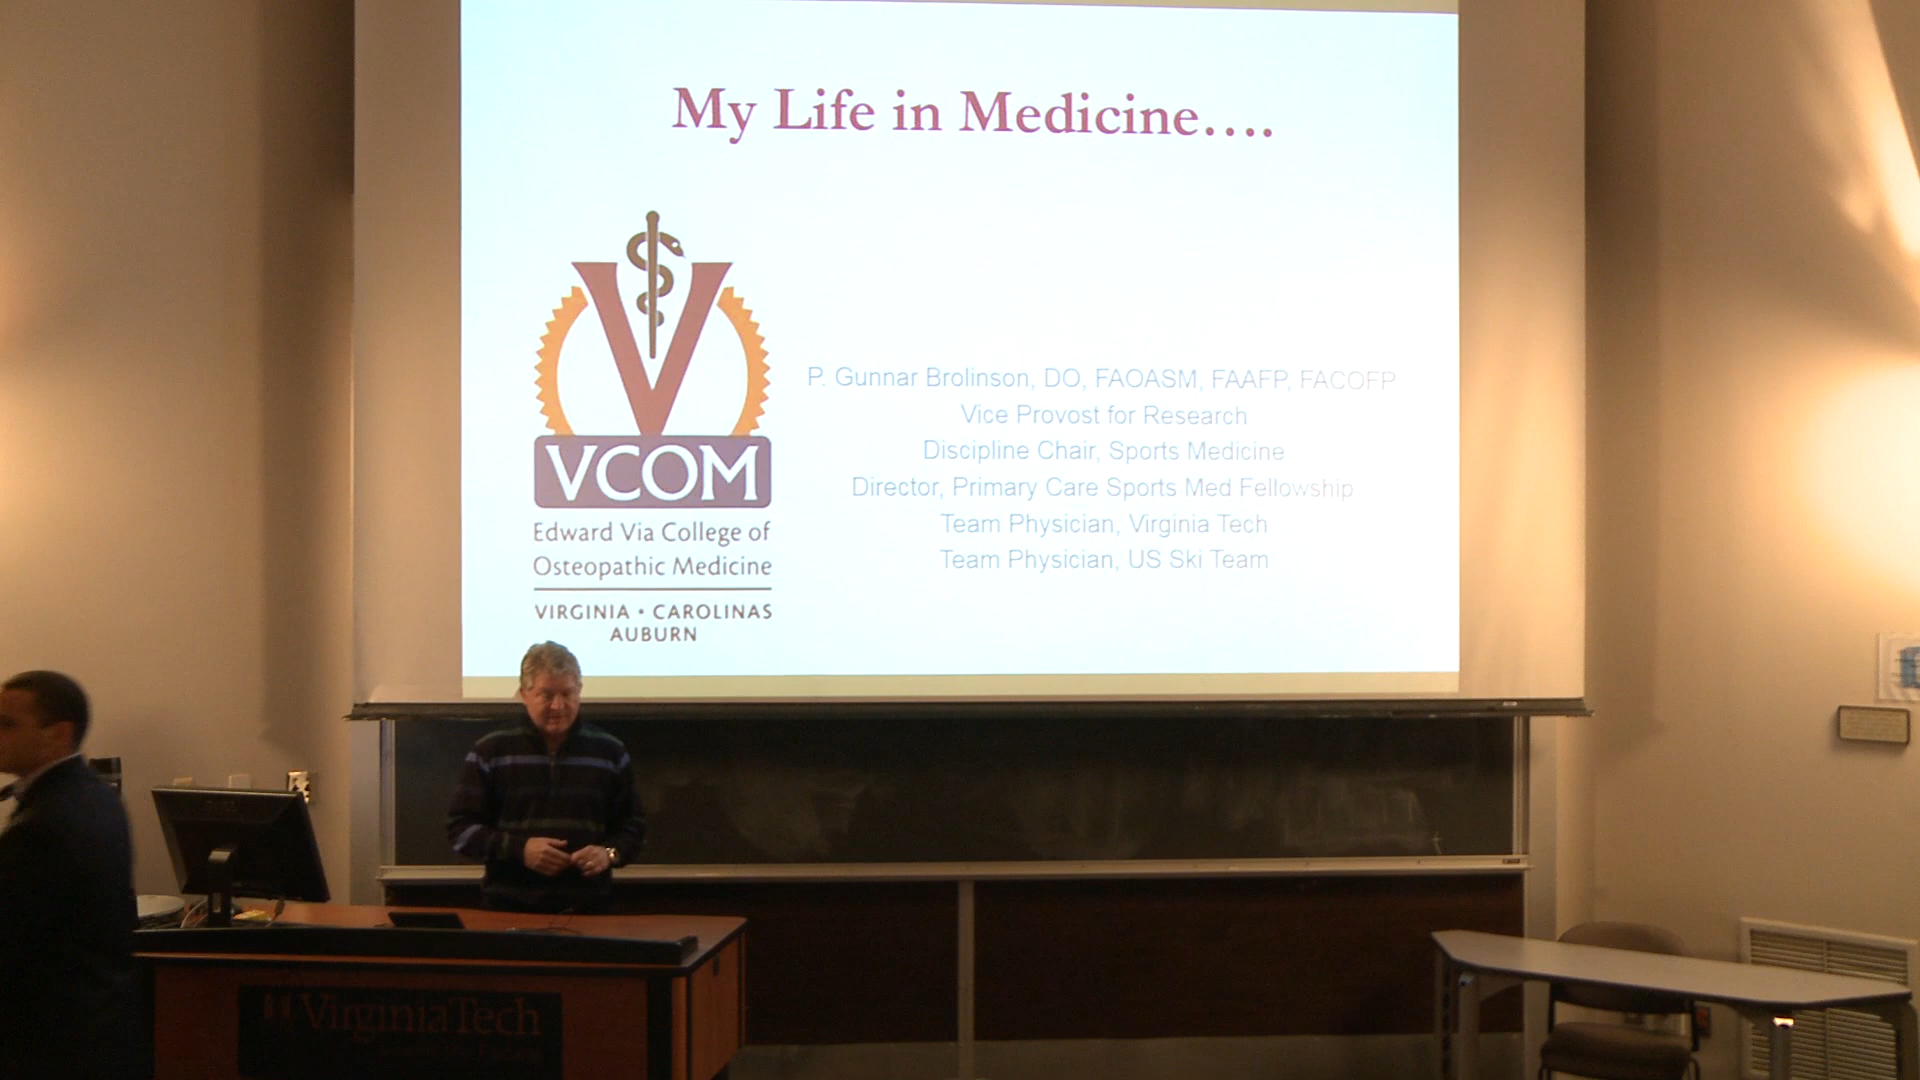 My Life in Medicine....
P. Gunnar Brolinson, DO, FAOASM, FAAFP, FACOFP
Vice Provost for Research
Discipline Chair, Sports Medicine
Director, Primary Care Sports Med Fellowship
Team Physician, Virginia Tech
Team Physician, US Ski Team
VCOM
Edward Via College of
Osteopathic Medicine
VIRGINIA • CAROLINAS
AUBURN
VirginiaTech